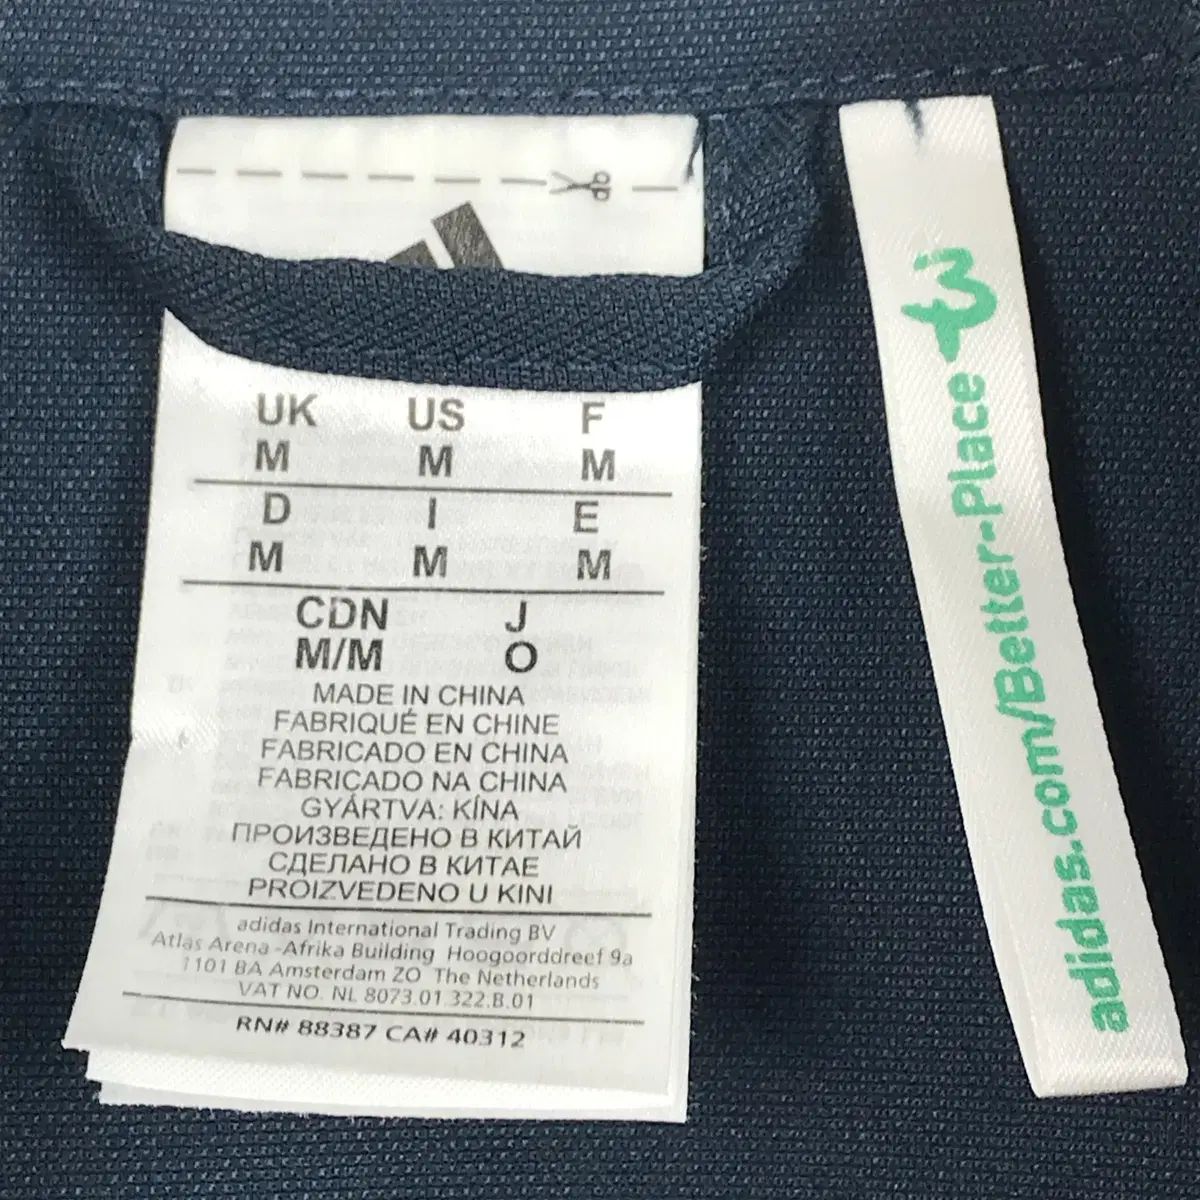 UK US F
M M M
D I E
M M M
CDN J
M/M O
MADE IN CHINA
FABRIQUÉ EN CHINE
FABRICADO EN CHINA
FABRICADO NA CHINA
GYÁRTVA: KÍNA
ПРОИЗВЕДЕНО В КИТАЙ
СДЕЛАНО В КИТАЕ
PROIZVEDENO U KINI
adidas International Trading BV
Atlas Arena -Afrika Building Hoogoorddreef 9a
1101 BA Amsterdam ZO The Netherlands
VAT NO. NL 8073.01.322.B.01
RN# 88387 CA# 40312
adidas.com/Better-Place